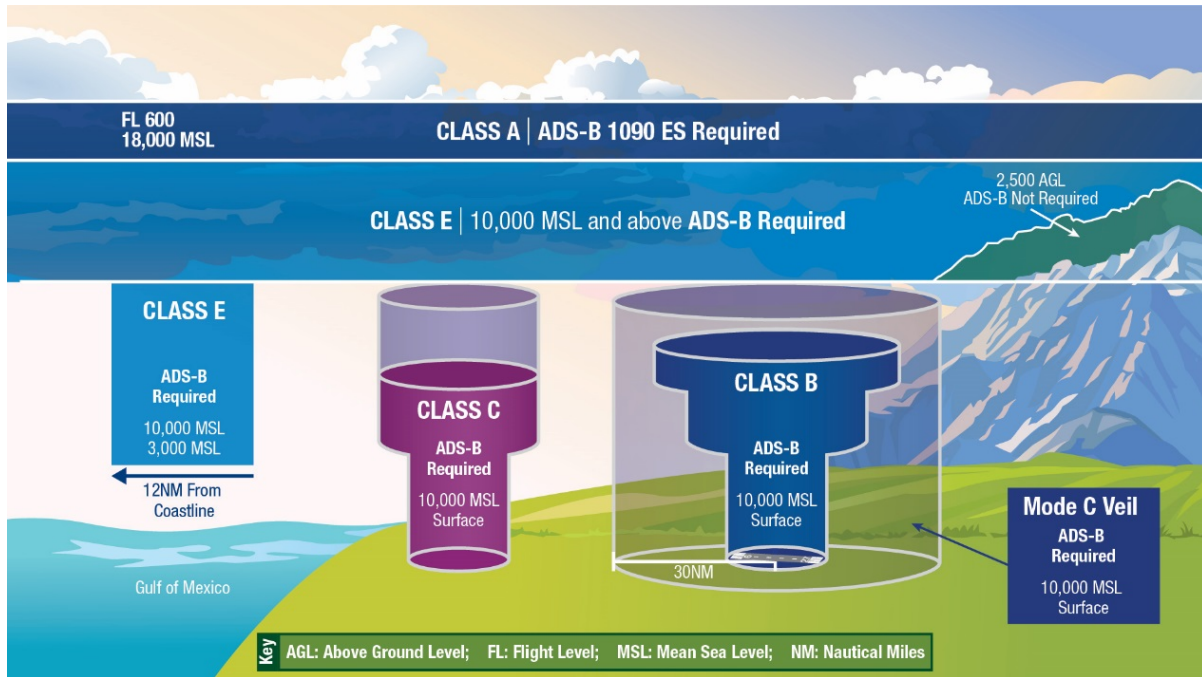 FL 600
18,000 MSL
CLASS A | ADS-B 1090 ES Required
2,500 AGL
ADS-B Not Required
CLASS E | 10,000 MSL and above ADS-B Required
CLASS E
ADS-B
Required
10,000 MSL
3,000 MSL
12NM From
Coastline
Gulf of Mexico
CLASS C
ADS-B
Required
10,000 MSL
Surface
CLASS B
ADS-B
Required
10,000 MSL
Surface
30NM
Mode C Veil
ADS-B
Required
10,000 MSL
Surface
Key
AGL: Above Ground Level; FL: Flight Level; MSL: Mean Sea Level; NM: Nautical Miles